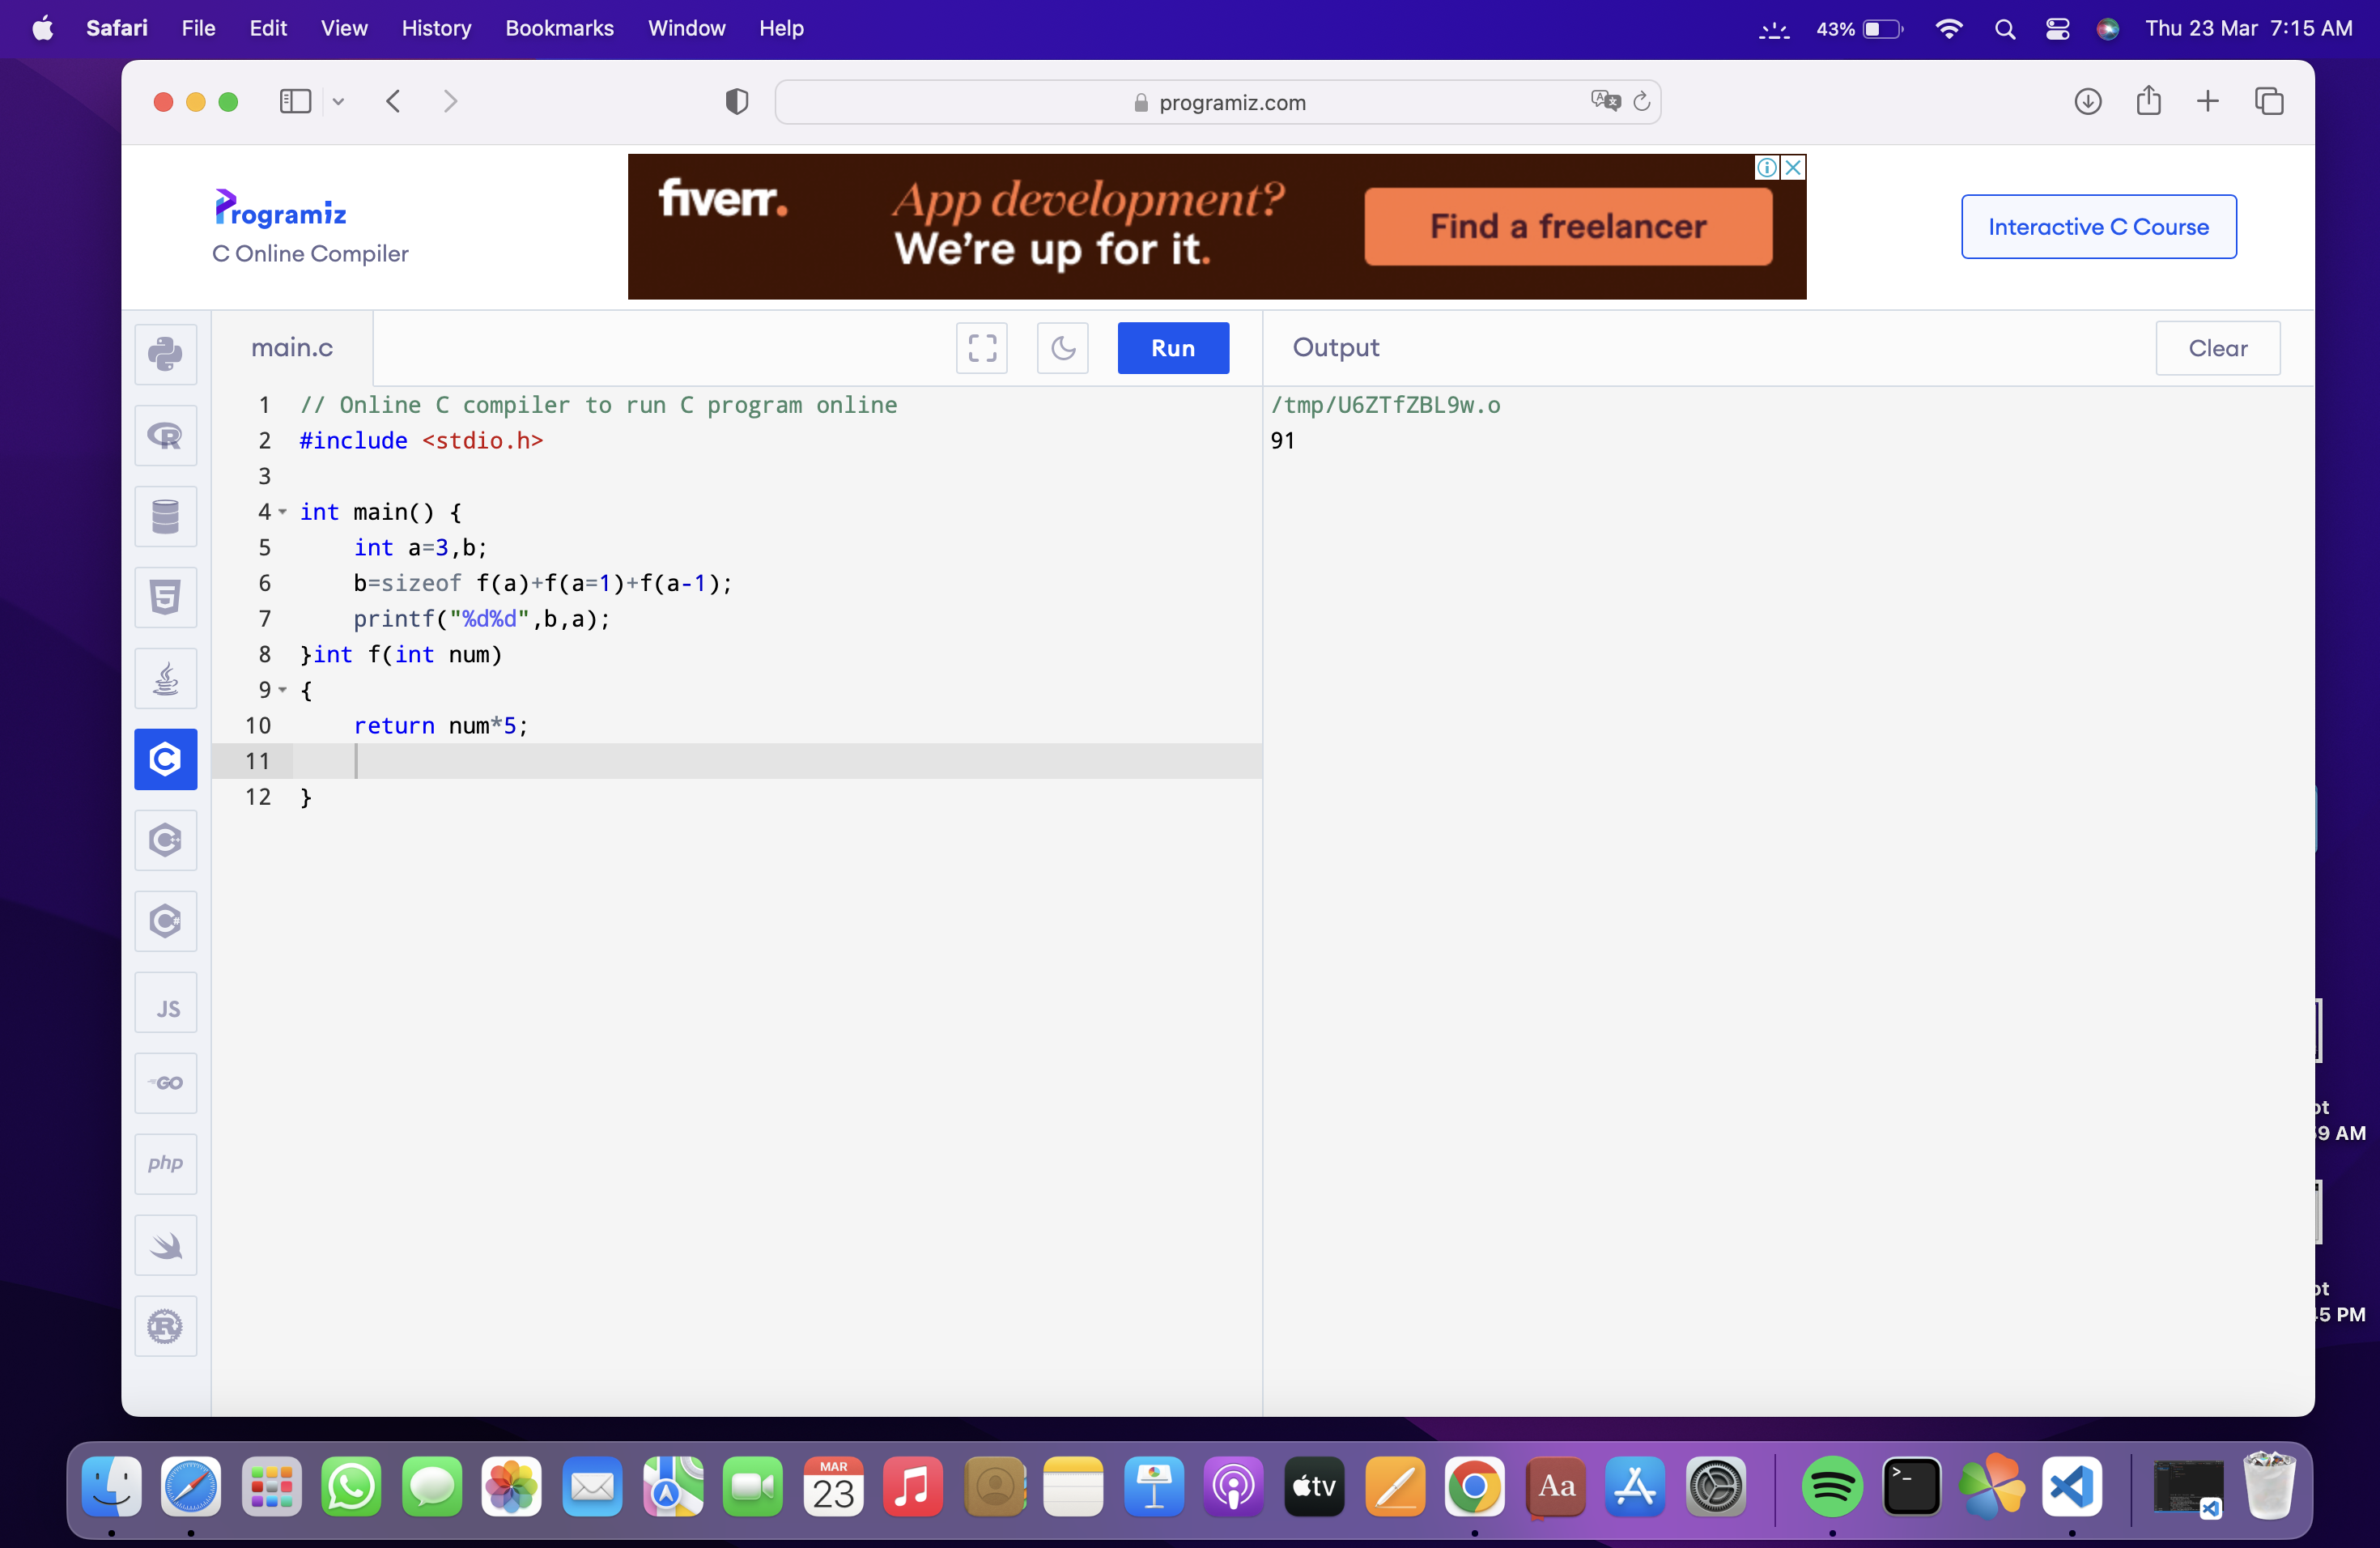 Safari File Edit View History Bookmarks Window Help 43% Thu 23 Mar 7:15 AM
programiz.com
Programiz
C Online Compiler
fiverr.
App development?
We're up for it.
Find a freelancer
Interactive C Course
main.c
Run
Output
Clear
1 // Online C compiler to run C program online
2 #include <stdio.h>
3
4 int main() {
5 int a=3,b;
6 b=sizeof f(a)+f(a=1)+f(a-1);
7 printf("%d%d",b,a);
8 }int f(int num)
9 {
10 return num*5;
11
12 }
/tmp/U6ZTfZBL9w.o
91
JS
GO
php
9 AM
5 PM
MAR
23
tv
Aa